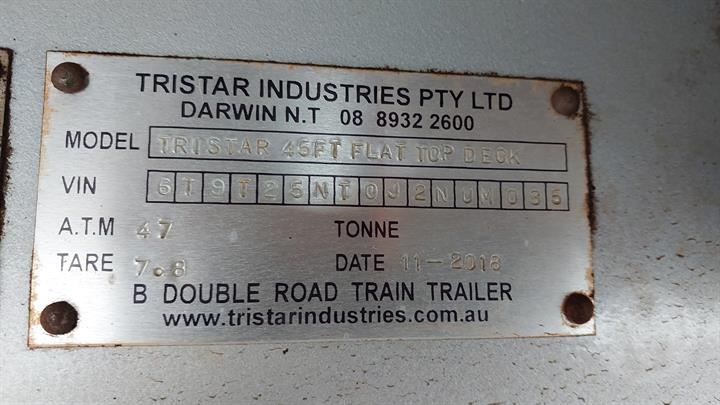 TRISTAR INDUSTRIES PTY LTD
DARWIN N.T 08 8932 2600
MODEL TRISTAR 45FT FLAT TOP DECK
VIN 6T9T25NT0J2NUM035
A.T.M 47 TONNE
TARE 7.8 DATE 11-2018
B DOUBLE ROAD TRAIN TRAILER
www.tristarindustries.com.au